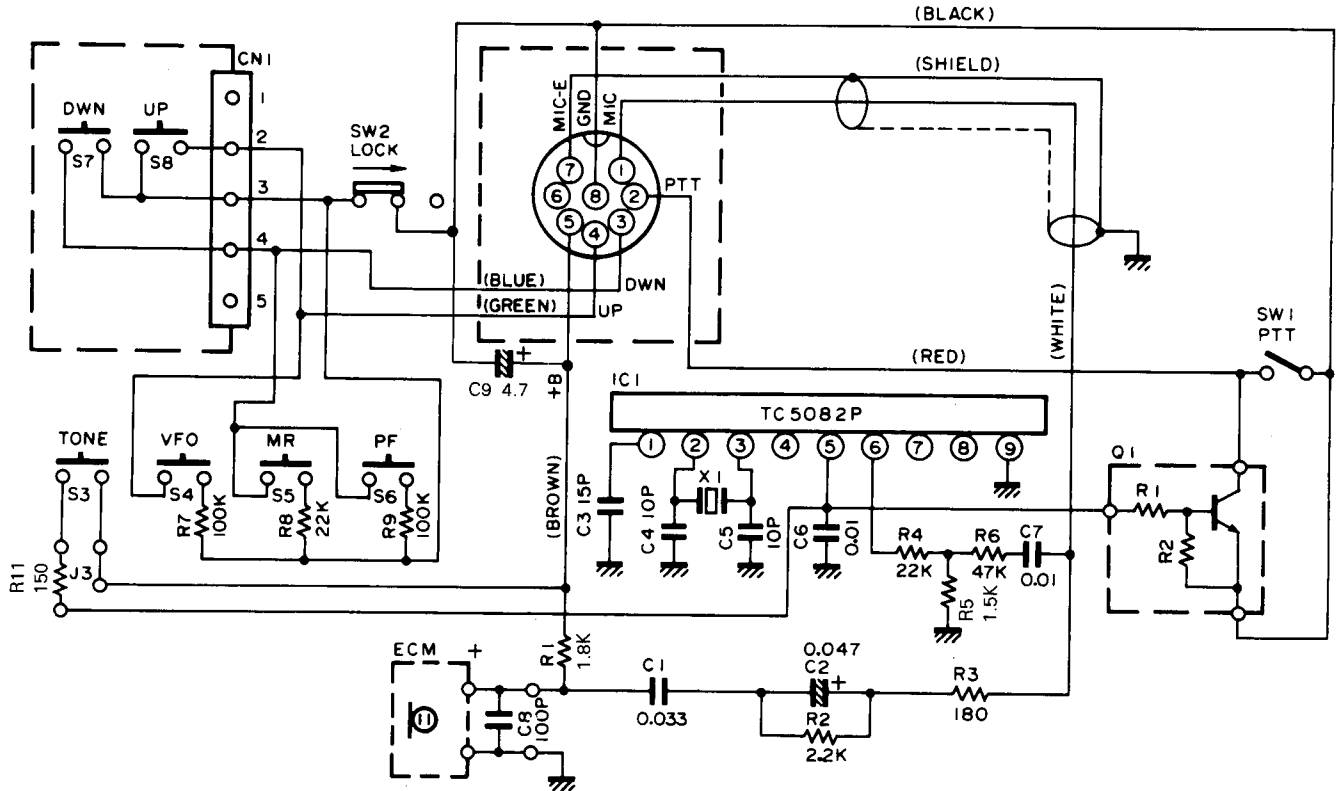 (BLACK)
CN1
(SHIELD)
DWN
UP
1
2
3
4
5
S7
S8
SW2
LOCK
MIC-E
GND
MIC
7
1
6
8
2
5
4
3
PTT
(BLUE)
DWN
(GREEN)
UP
(WHITE)
SW1
PTT
(RED)
C9 4.7
+
+B
IC1
TC5082P
1
2
3
4
5
6
7
8
9
TONE
VFO
MR
PF
S3
S4
S5
S6
R7
100K
R8
22K
R9
100K
(BROWN)
C3 15P
X1
C4 10P
C5
10P
C6
0.01
R4
22K
R6
47K
C7
0.01
R5
1.5K
Q1
R1
R2
R11
150
J3
R1
1.8K
ECM
+
C8
100P
C1
0.033
0.047
C2
+
R2
2.2K
R3
180